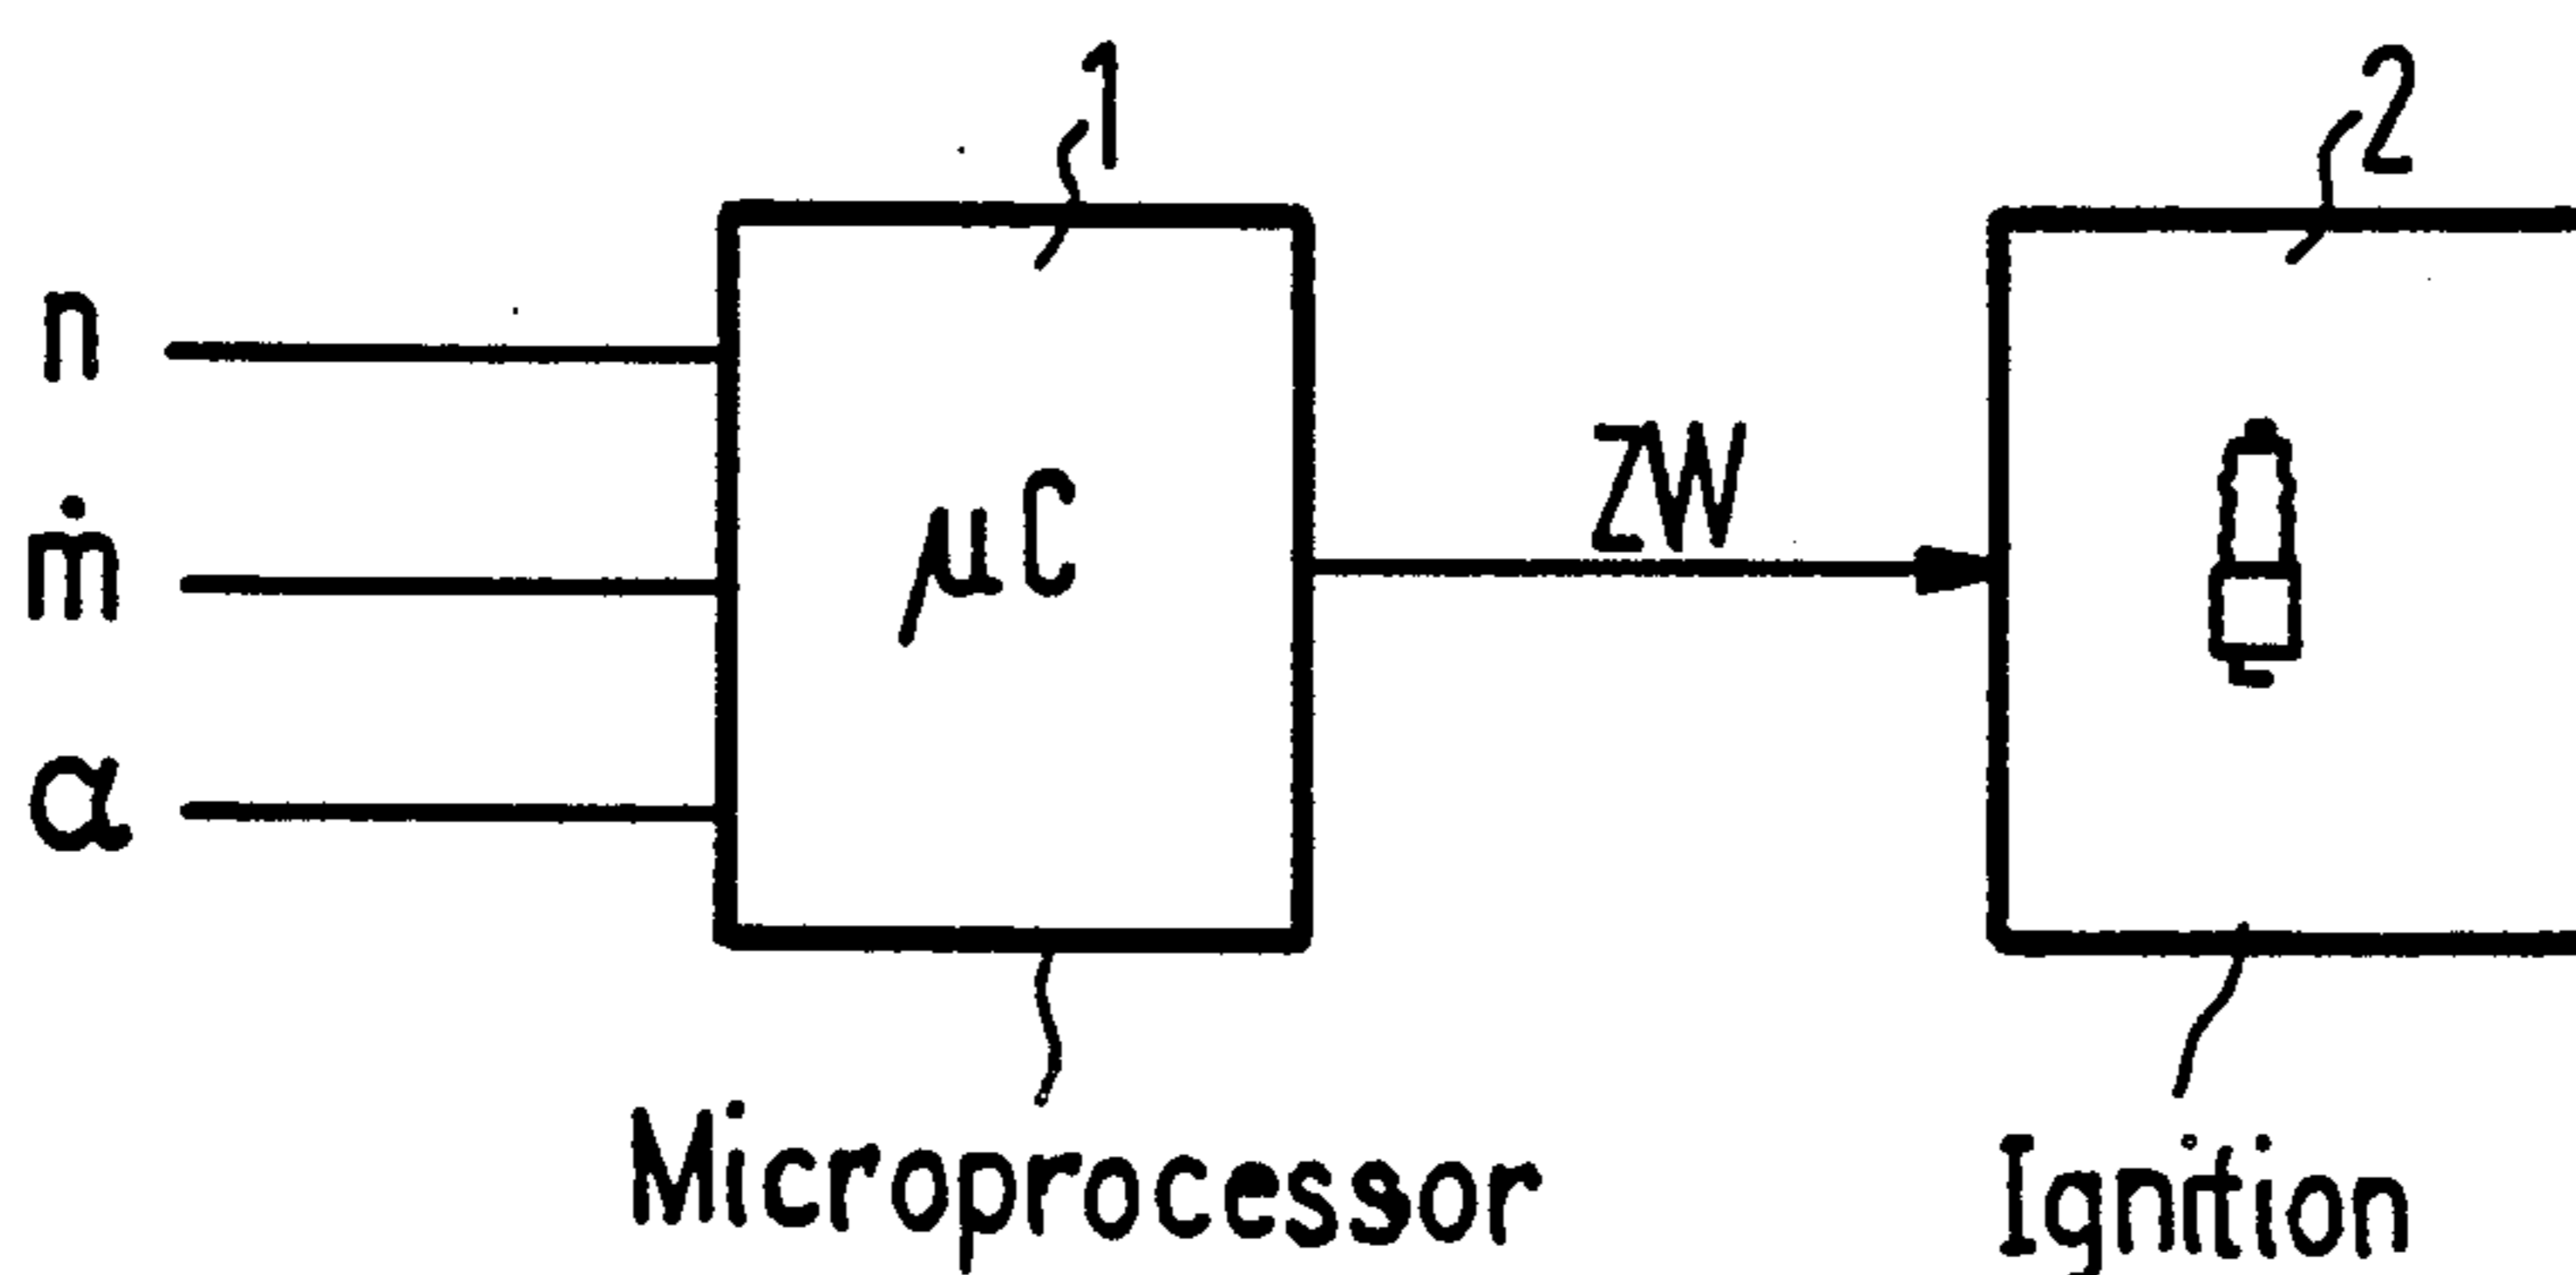 1
2
n
ṁ
α
μC
ZW
Microprocessor
Ignition